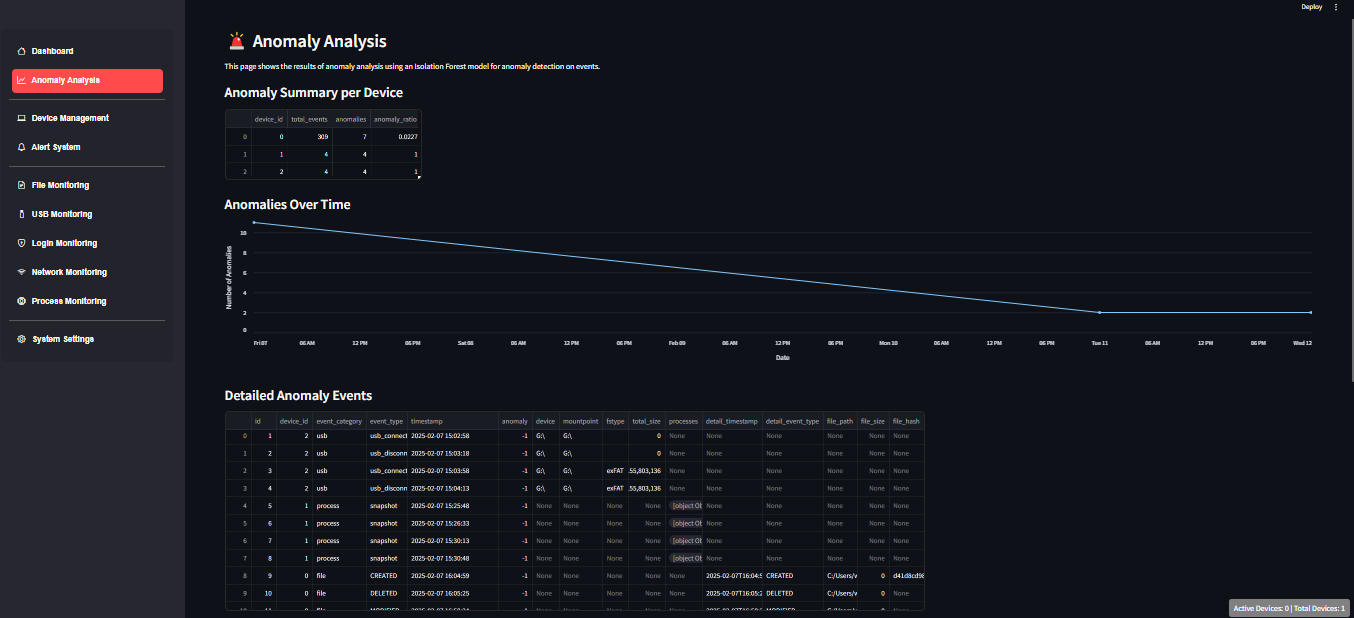 Deploy
Dashboard
Anomaly Analysis
Device Management
Alert System
File Monitoring
USB Monitoring
Login Monitoring
Network Monitoring
Process Monitoring
System Settings
Anomaly Analysis
This page shows the results of anomaly analysis using an Isolation Forest model for anomaly detection on events.
Anomaly Summary per Device
device_id total_events anomalies anomaly_ratio
0 0 309 7 0.0227
1 1 4 4 1
2 2 4 4 1
Anomalies Over Time
Number of Anomalies
10
8
6
4
2
0
Fri 07 06 AM 12 PM 06 PM Sat 08 06 AM 12 PM 06 PM Feb 09 06 AM 12 PM 06 PM Mon 10 06 AM 12 PM 06 PM Tue 11 06 AM 12 PM 06 PM Wed 12
Date
Detailed Anomaly Events
id device_id event_category event_type timestamp anomaly device mountpoint fstype total_size processes detail_timestamp detail_event_type file_path file_size file_hash
0 1 2 usb usb_connect 2025-02-07 15:02:58 -1 G:\ G:\ 0 None None None None None None
1 2 2 usb usb_disconn 2025-02-07 15:03:18 -1 G:\ G:\ 0 None None None None None None
2 3 2 usb usb_connect 2025-02-07 15:03:58 -1 G:\ G:\ exFAT .55,803,136 None None None None None None
3 4 2 usb usb_disconn 2025-02-07 15:04:13 -1 G:\ G:\ exFAT .55,803,136 None None None None None None
4 5 1 process snapshot 2025-02-07 15:25:48 -1 None None None None [object Ob None None None None None
5 6 1 process snapshot 2025-02-07 15:26:33 -1 None None None None [object Ob None None None None None
6 7 1 process snapshot 2025-02-07 15:30:13 -1 None None None None [object Ob None None None None None
7 8 1 process snapshot 2025-02-07 15:30:48 -1 None None None None [object Ob None None None None None
8 9 0 file CREATED 2025-02-07 16:04:59 -1 None None None None None 2025-02-07T16:04:5 CREATED C:/Users/v 0 d41d8cd98
9 10 0 file DELETED 2025-02-07 16:05:25 -1 None None None None None 2025-02-07T16:05:2 DELETED C:/Users/v 0 None
Active Devices: 0 | Total Devices: 1